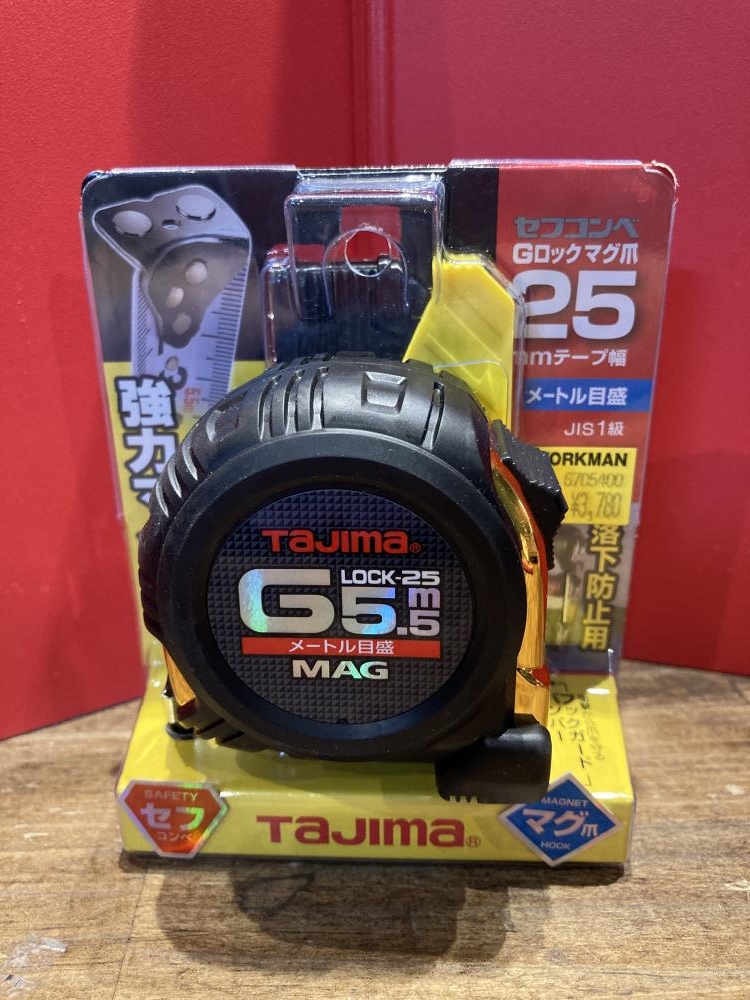 セフコンベ
Gロックマグ爪
25
mmテープ幅
メートル目盛
JIS1級
WORKMAN
¥3,780
強力
落下防止用
TAJIMA®
G LOCK-25
5.5m
メートル目盛
MAG
SAFETY
セフ
コンベ
TAJIMA®
MAGNET
マグ爪
HOOK